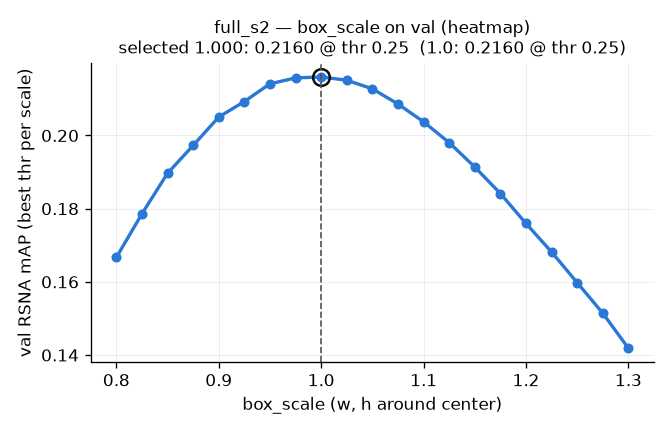 full_s2 — box_scale on val (heatmap)
selected 1.000: 0.2160 @ thr 0.25  (1.0: 0.2160 @ thr 0.25)
val RSNA mAP (best thr per scale)
0.20
0.18
0.16
0.14
0.8
0.9
1.0
1.1
1.2
1.3
box_scale (w, h around center)